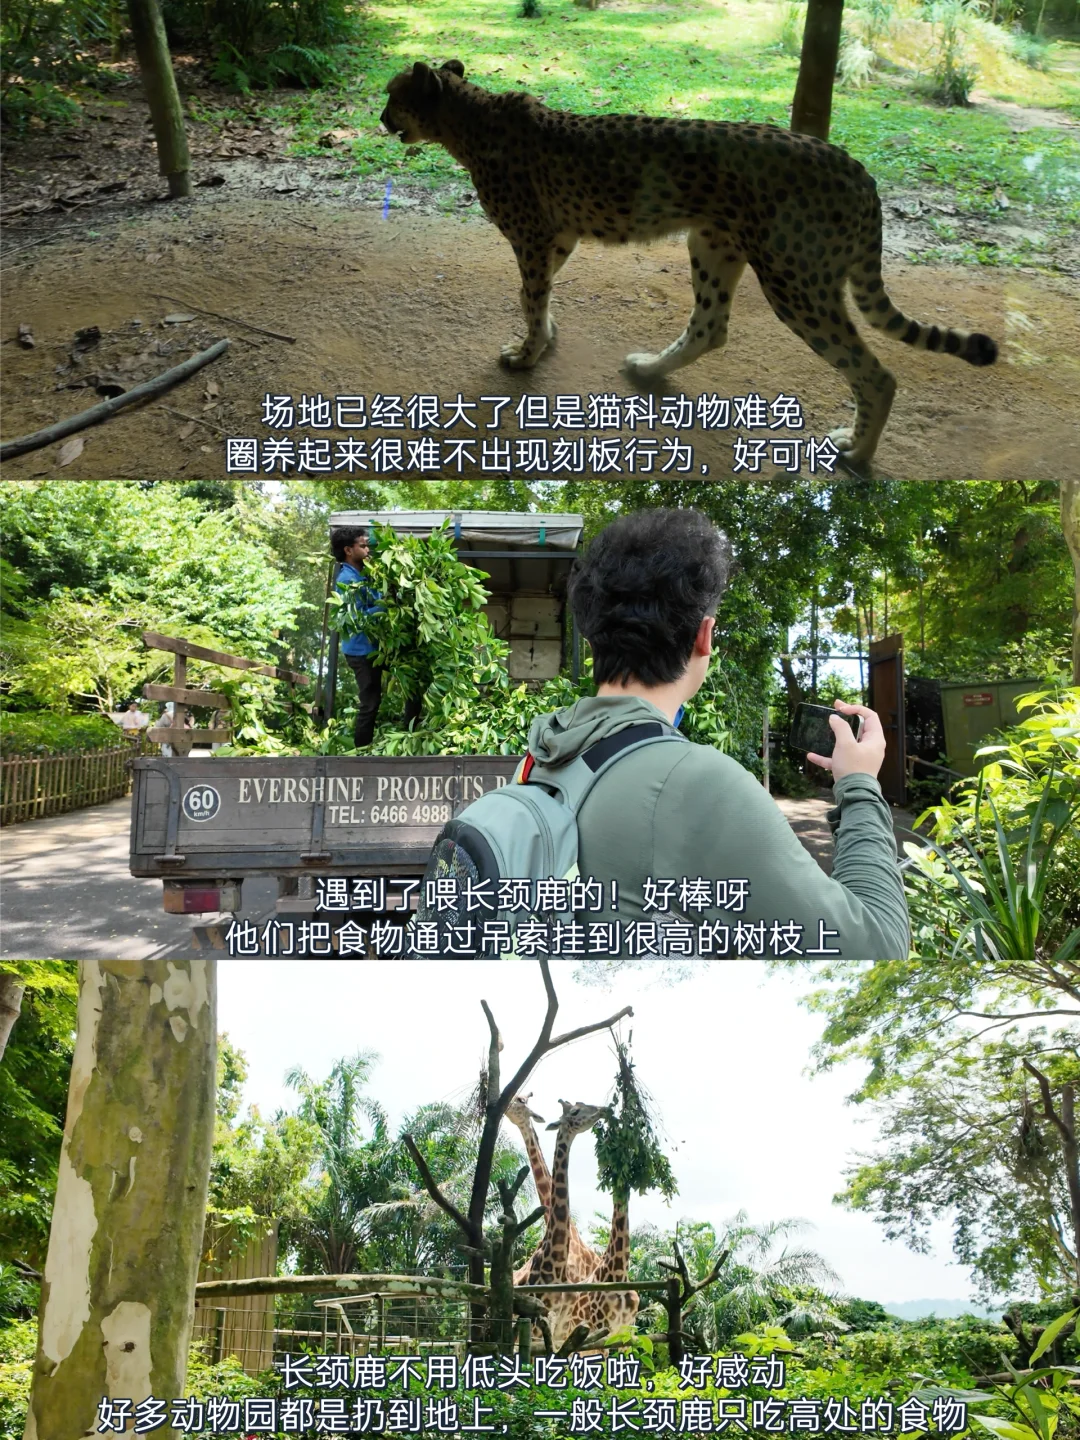 场地已经很大了但是猫科动物难免
圈养起来很难不出现刻板行为，好可怜
60
km/h
EVERSHINE PROJECTS P
TEL: 6466 4988
遇到了喂长颈鹿的！好棒呀
他们把食物通过吊索挂到很高的树枝上
长颈鹿不用低头吃饭啦，好感动
好多动物园都是扔到地上，一般长颈鹿只吃高处的食物